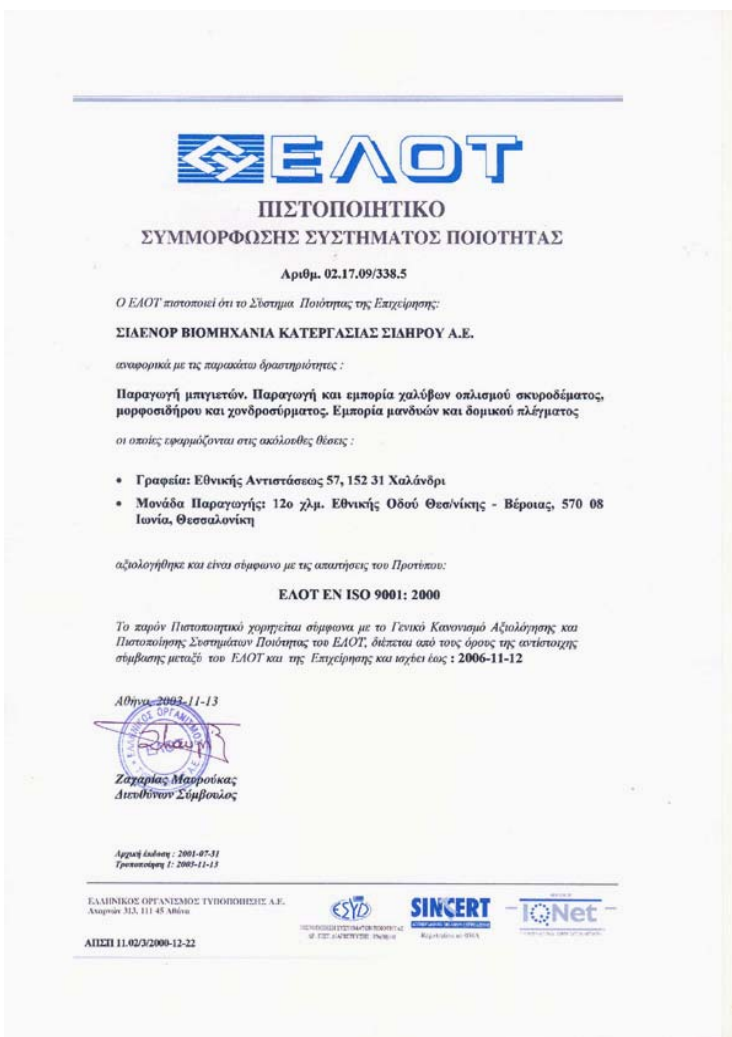 ΕΛΟΤ
ΠΙΣΤΟΠΟΙΗΤΙΚΟ
ΣΥΜΜΟΡΦΩΣΗΣ ΣΥΣΤΗΜΑΤΟΣ ΠΟΙΟΤΗΤΑΣ
Αριθμ. 02.17.09/338.5
Ο ΕΛΟΤ πιστοποιεί ότι το Σύστημα Ποιότητας της Επιχείρησης:
ΣΙΔΕΝΟΡ ΒΙΟΜΗΧΑΝΙΑ ΚΑΤΕΡΓΑΣΙΑΣ ΣΙΔΗΡΟΥ Α.Ε.
αναφορικά με τις παρακάτω δραστηριότητες :
Παραγωγή μπιγιετών. Παραγωγή και εμπορία χαλύβων οπλισμού σκυροδέματος,
μορφοσιδήρου και χονδροσύρματος. Εμπορία μανδυών και δομικού πλέγματος
οι οποίες εφαρμόζονται στις ακόλουθες θέσεις :
• Γραφεία: Εθνικής Αντιστάσεως 57, 152 31 Χαλάνδρι
• Μονάδα Παραγωγής: 12ο χλμ. Εθνικής Οδού Θεσ/νίκης - Βέροιας, 570 08
Ιωνία, Θεσσαλονίκη
αξιολογήθηκε και είναι σύμφωνο με τις απαιτήσεις του Προτύπου:
ΕΛΟΤ EN ISO 9001: 2000
Το παρόν Πιστοποιητικό χορηγείται σύμφωνα με το Γενικό Κανονισμό Αξιολόγησης και
Πιστοποίησης Συστημάτων Ποιότητας του ΕΛΟΤ, διέπεται από τους όρους της αντίστοιχης
σύμβασης μεταξύ του ΕΛΟΤ και της Επιχείρησης και ισχύει έως : 2006-11-12
Αθήνα, 2003-11-13
Ζαχαρίας Μαυρούκας
Διευθύνων Σύμβουλος
Αρχική έκδοση : 2001-07-31
Τροποποίηση 1: 2003-11-13
ΕΛΛΗΝΙΚΟΣ ΟΡΓΑΝΙΣΜΟΣ ΤΥΠΟΠΟΙΗΣΗΣ Α.Ε.
Αχαρνών 313, 111 45 Αθήνα
ΑΠΣΠ 11.02/3/2000-12-22
ESYD
SINCERT
IQNet